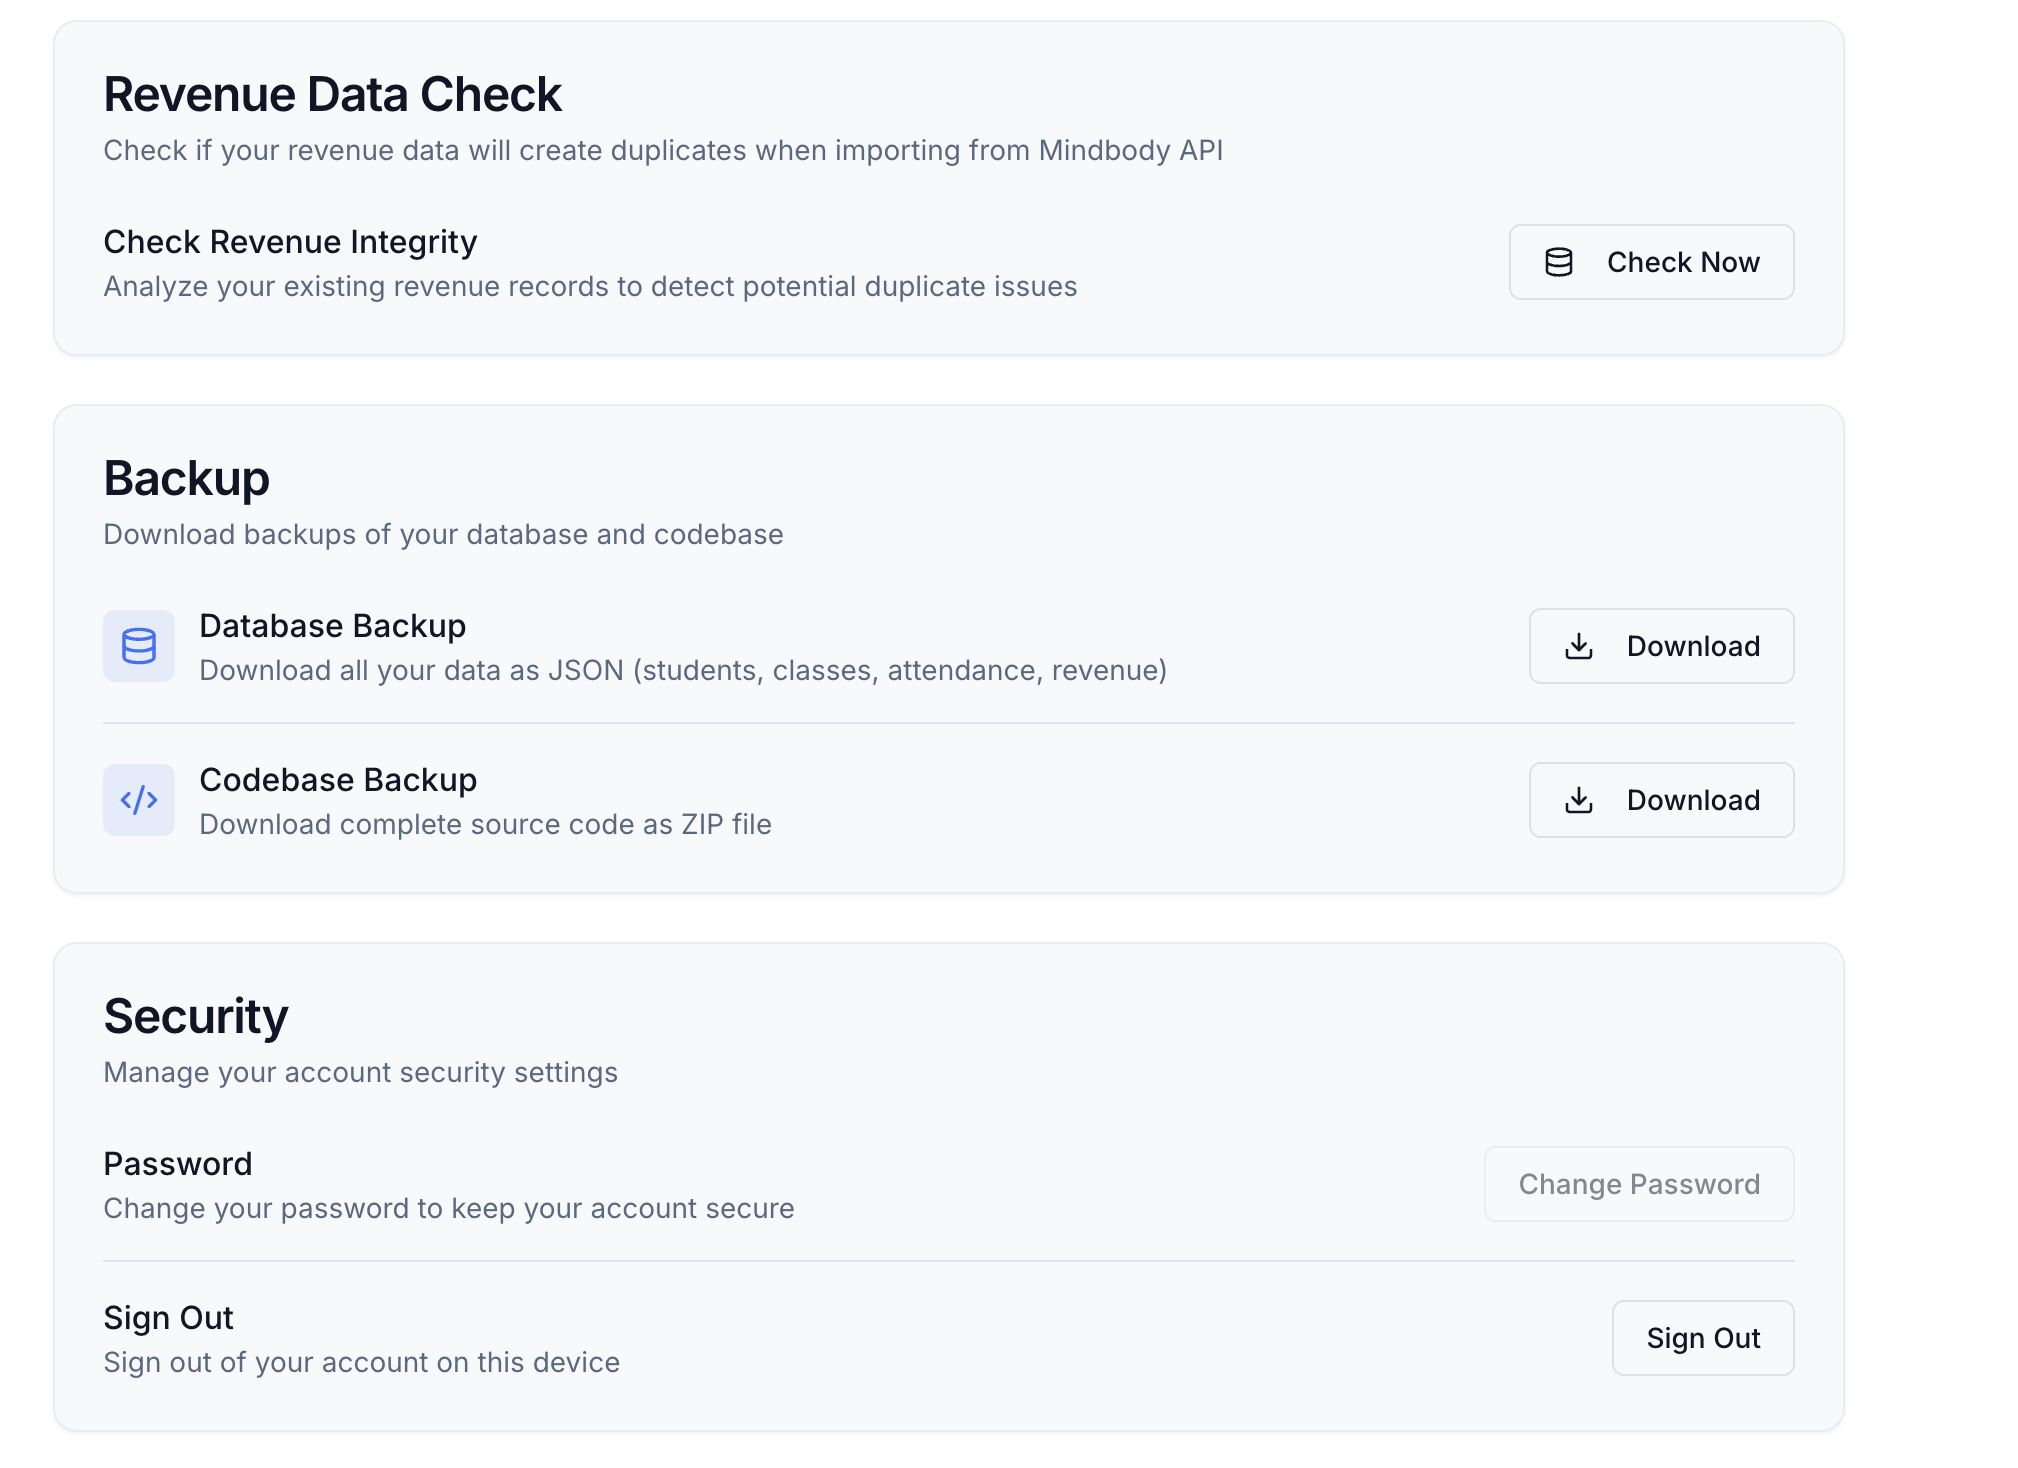 Revenue Data Check
Check if your revenue data will create duplicates when importing from Mindbody API
Check Revenue Integrity
Analyze your existing revenue records to detect potential duplicate issues
Check Now
Backup
Download backups of your database and codebase
Database Backup
Download all your data as JSON (students, classes, attendance, revenue)
Download
Codebase Backup
Download complete source code as ZIP file
Download
Security
Manage your account security settings
Password
Change your password to keep your account secure
Change Password
Sign Out
Sign out of your account on this device
Sign Out